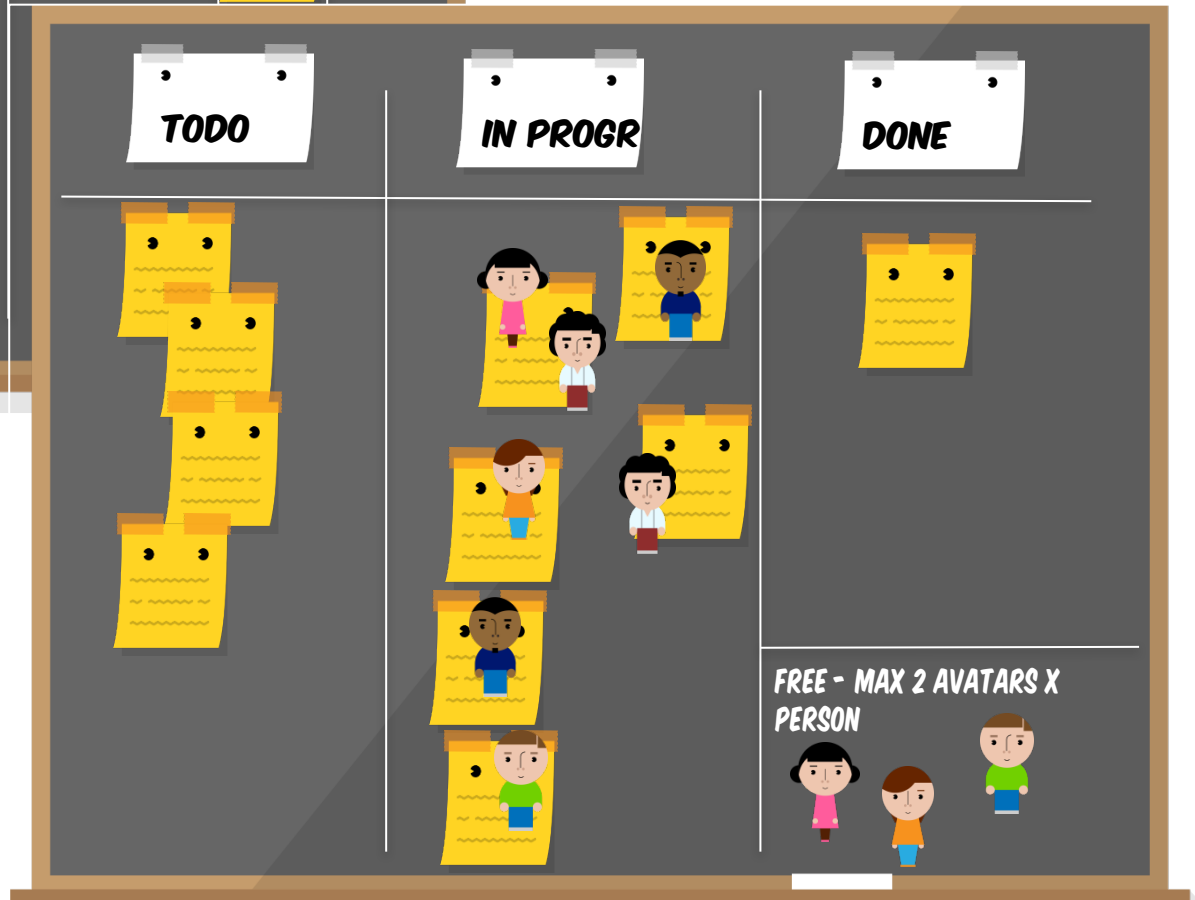 TODO
IN PROGR
DONE
FREE - MAX 2 AVATARS X
PERSON